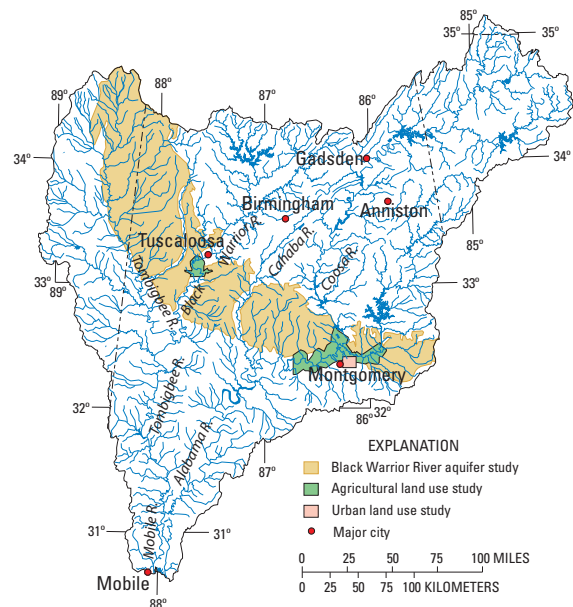 85°
35°
35°
89°
88°
87°
86°
34°
Gadsden
34°
Birmingham
Anniston
Tuscaloosa
Black Warrior R.
Cahaba R.
Coosa R.
85°
Tombigbee R.
33°
89°
33°
Montgomery
32°
86°
32°
Tombigbee R.
Alabama R.
87°
31°
Mobile R.
31°
Mobile
88°
EXPLANATION
Black Warrior River aquifer study
Agricultural land use study
Urban land use study
Major city
0 25 50 75 100 MILES
0 25 50 75 100 KILOMETERS